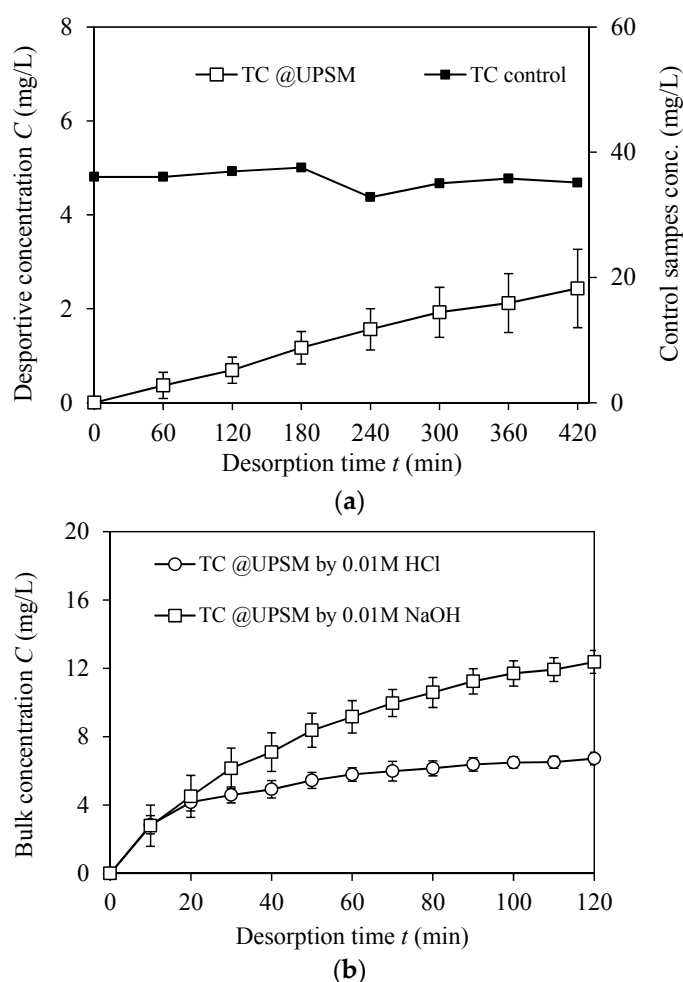 8
6
4
2
0
60
40
20
0
TC @UPSM
TC control
Desportive concentration C (mg/L)
Control sampes conc. (mg/L)
0 60 120 180 240 300 360 420
Desorption time t (min)
(a)
20
16
12
8
4
0
TC @UPSM by 0.01M HCl
TC @UPSM by 0.01M NaOH
Bulk concentration C (mg/L)
0 20 40 60 80 100 120
Desorption time t (min)
(b)